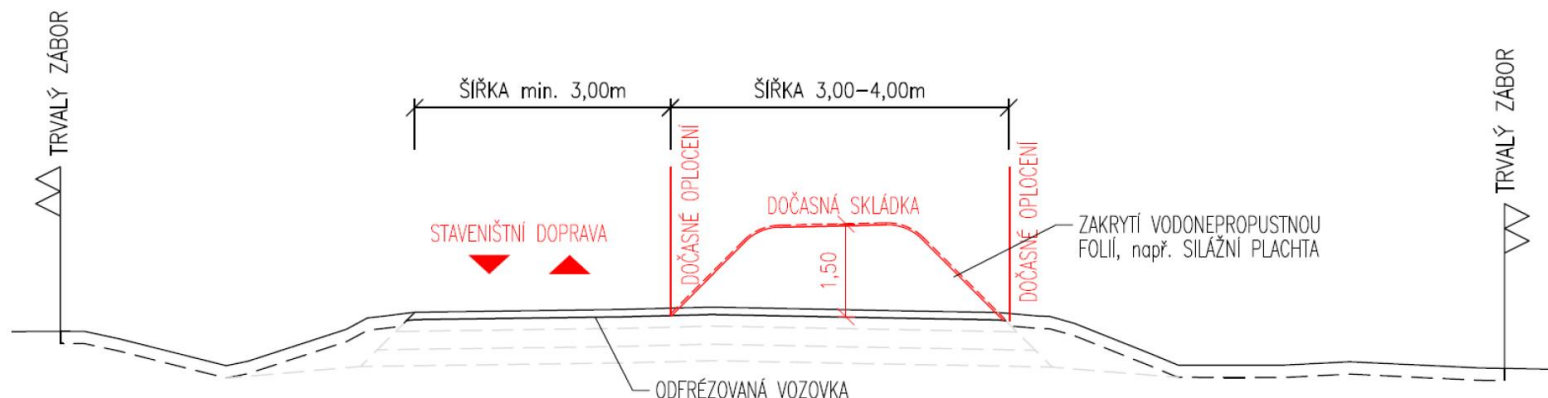 TRVALÝ ZÁBOR
ŠÍŘKA min. 3,00m
ŠÍŘKA 3,00-4,00m
TRVALÝ ZÁBOR
STAVENIŠTNÍ DOPRAVA
DOČASNÉ OPLOCENÍ
DOČASNÁ SKLÁDKA
1,50
DOČASNÉ OPLOCENÍ
ZAKRYTÍ VODONEPROPUSTNOU
FOLIÍ, např. SILÁŽNÍ PLACHTA
ODFRÉZOVANÁ VOZOVKA